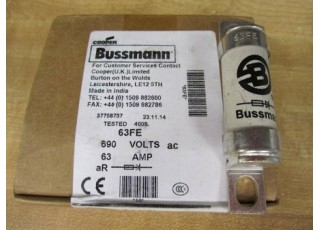 COOPER
Bussmann
For Customer Services Contact
Cooper(U.K.)Limited
Burton on the Wolds
Leicestershire, LE12 5TH
Made in India
TEL: +44 (0) 1509 882600
FAX: +44 (0) 1509 882786
37758757 23.11.14
TESTED 400%
63FE
690 VOLTS ac
63 AMP
aR
CCC
63FE
Bussmann